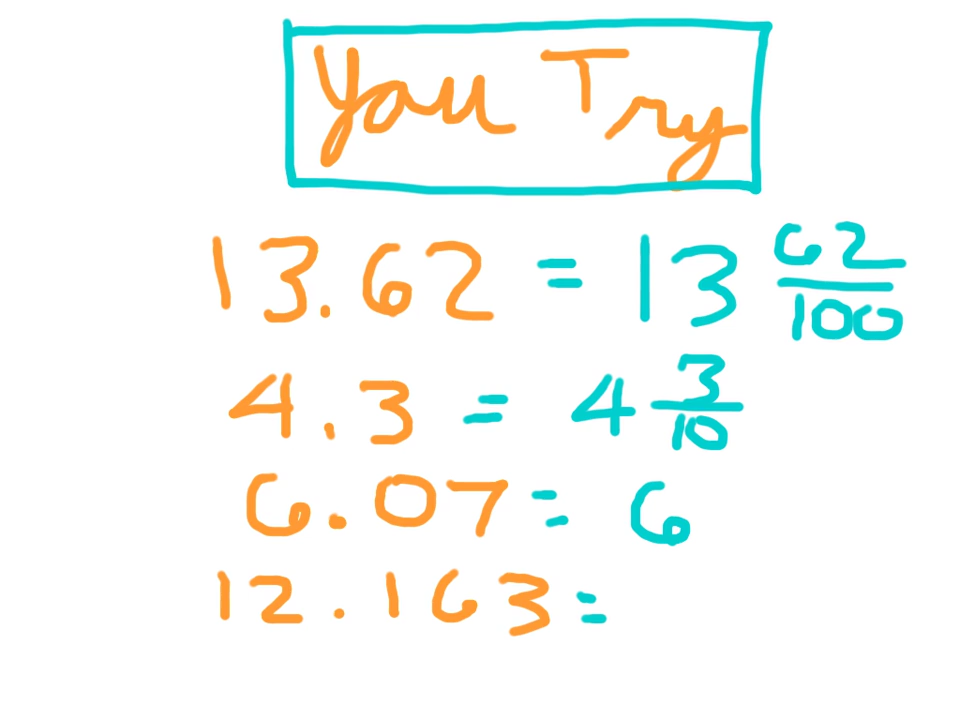 You Try
13.62 = 13 62/100
4.3 = 4 3/10
6.07 = 6
12.163 =